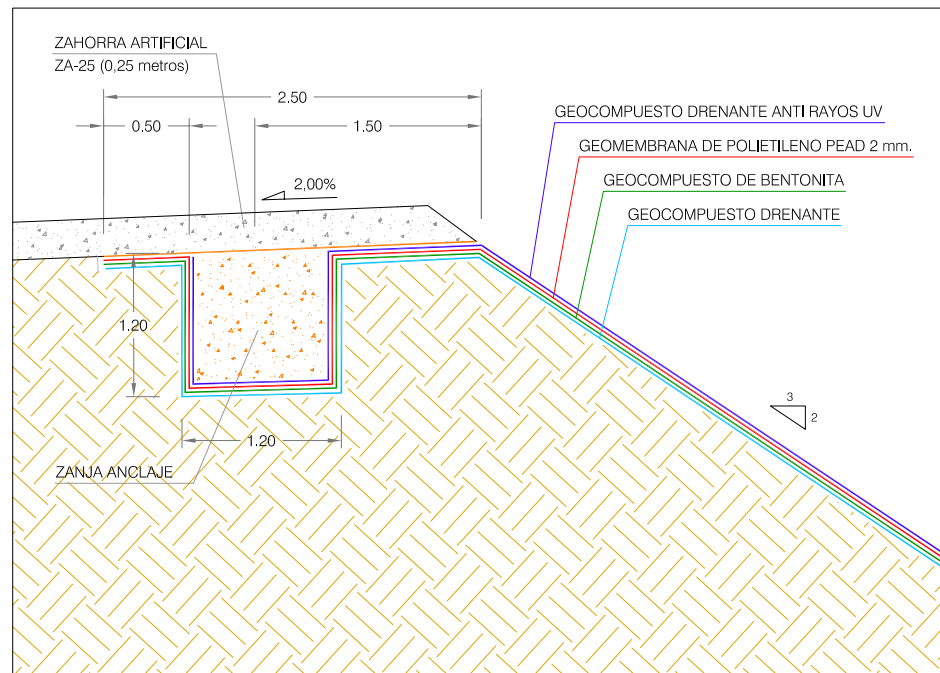 ZAHORRA ARTIFICIAL
ZA-25 (0,25 metros)
2.50
0.50
1.50
GEOCOMPUESTO DRENANTE ANTI RAYOS UV
GEOMEMBRANA DE POLIETILENO PEAD 2 mm.
GEOCOMPUESTO DE BENTONITA
2,00%
GEOCOMPUESTO DRENANTE
1.20
3
2
1.20
ZANJA ANCLAJE